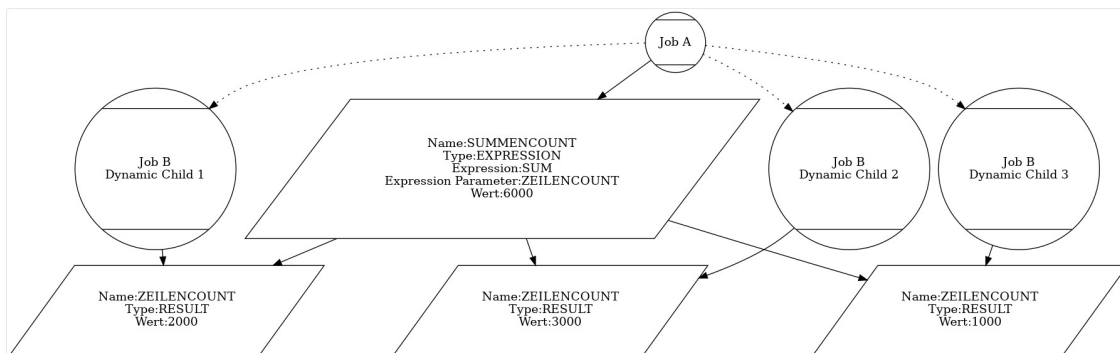 Job A
Job B
Dynamic Child 1
Name:SUMMENCOUNT
Type:EXPRESSION
Expression:SUM
Expression Parameter:ZEILENCOUNT
Wert:6000
Job B
Dynamic Child 2
Job B
Dynamic Child 3
Name:ZEILENCOUNT
Type:RESULT
Wert:2000
Name:ZEILENCOUNT
Type:RESULT
Wert:3000
Name:ZEILENCOUNT
Type:RESULT
Wert:1000